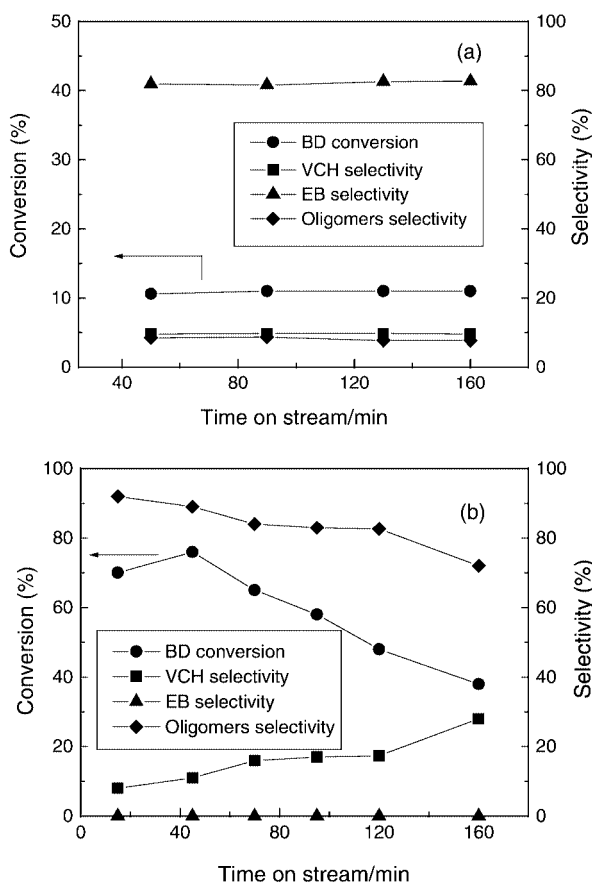 (a)
50
40
30
20
10
0
Conversion (%)
100
80
60
40
20
0
Selectivity (%)
BD conversion
VCH selectivity
EB selectivity
Oligomers selectivity
40 80 120 160
Time on stream/min
(b)
100
80
60
40
20
0
Conversion (%)
100
80
60
40
20
0
Selectivity (%)
BD conversion
VCH selectivity
EB selectivity
Oligomers selectivity
0 40 80 120 160
Time on stream/min